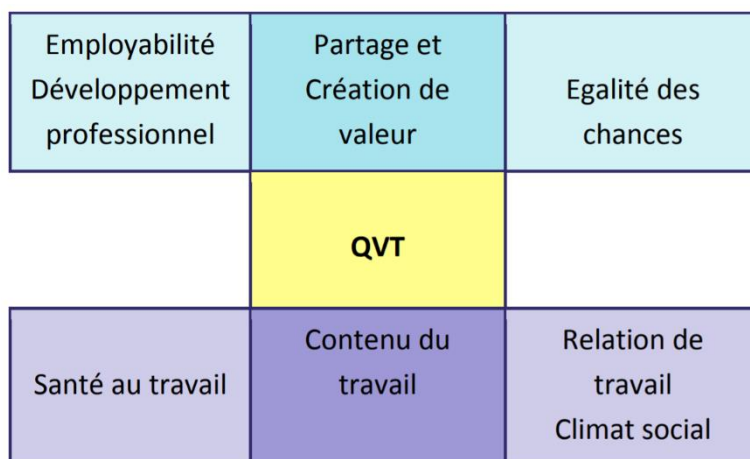 Employabilité
Développement
professionnel
Partage et
Création de
valeur
Egalité des
chances
QVT
Santé au travail
Contenu du
travail
Relation de
travail
Climat social